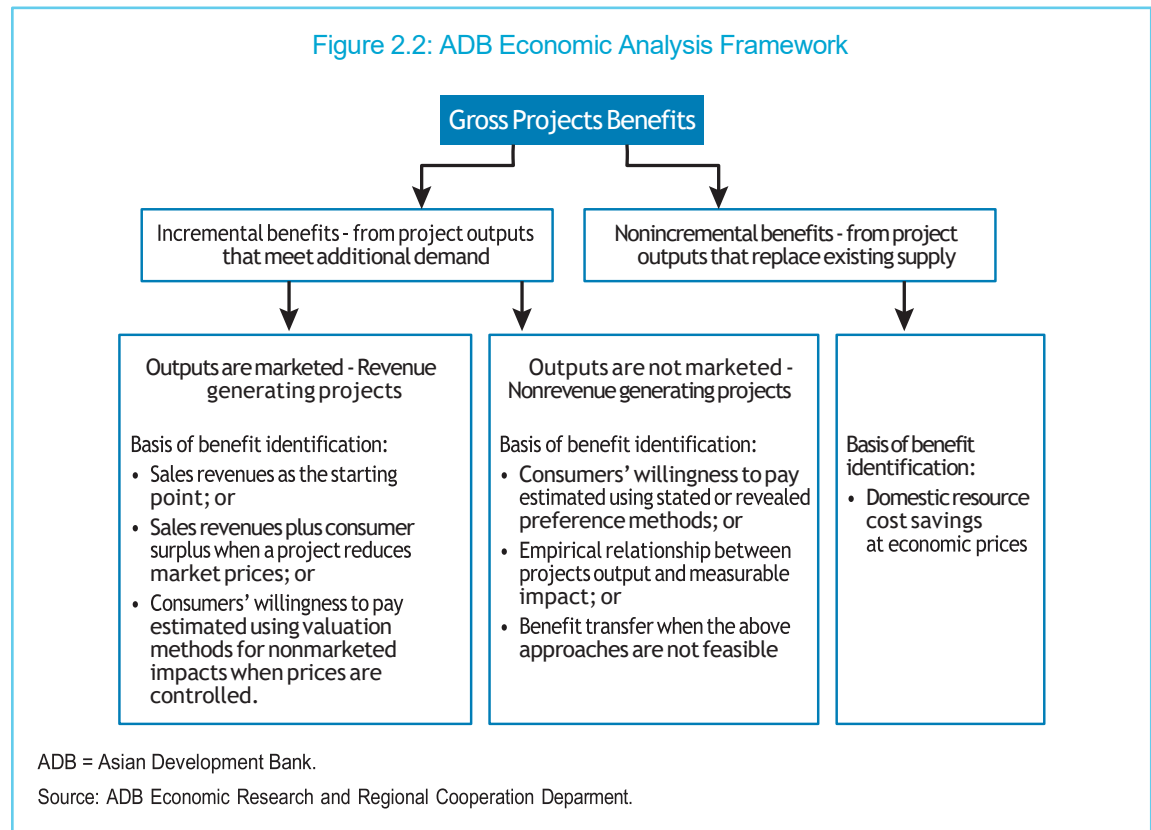 Figure 2.2: ADB Economic Analysis Framework
Gross Projects Benefits
Incremental benefits - from project outputs
that meet additional demand
Nonincremental benefits - from project
outputs that replace existing supply
Outputs are marketed - Revenue
generating projects
Basis of benefit identification:
• Sales revenues as the starting
point; or
• Sales revenues plus consumer
surplus when a project reduces
market prices; or
• Consumers’ willingness to pay
estimated using valuation
methods for nonmarketed
impacts when prices are
controlled.
Outputs are not marketed -
Nonrevenue generating projects
Basis of benefit identification:
• Consumers’ willingness to pay
estimated using stated or revealed
preference methods; or
• Empirical relationship between
projects output and measurable
impact; or
• Benefit transfer when the above
approaches are not feasible
Basis of benefit
identification:
• Domestic resource
cost savings
at economic prices
ADB = Asian Development Bank.
Source: ADB Economic Research and Regional Cooperation Deparment.